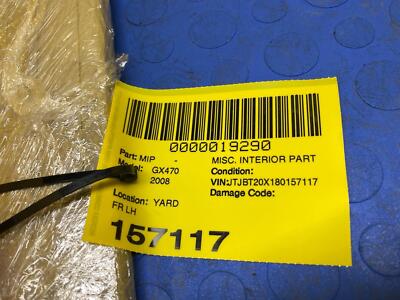 0000019290
Part: MIP - MISC. INTERIOR PART
Model: GX470 Condition:
2008 VIN:JTJBT20X180157117
Damage Code:
Location: YARD
FR LH
157117